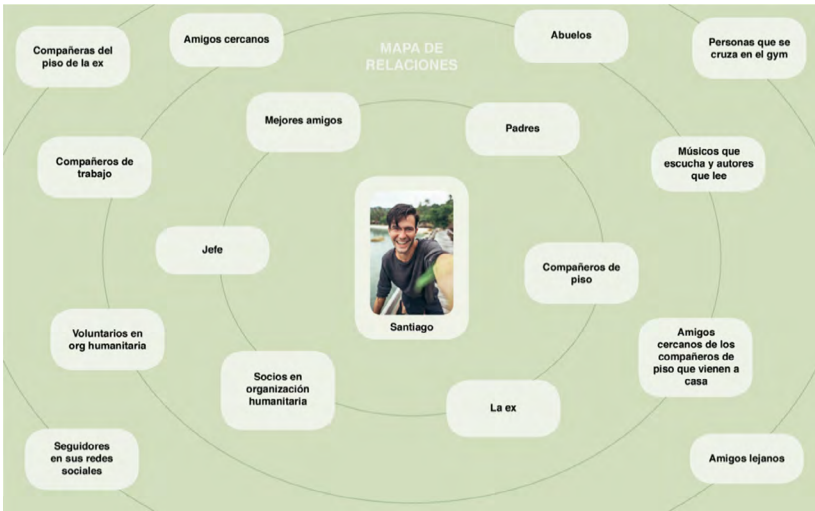 Compañeras del
piso de la ex
Amigos cercanos
MAPA DE
RELACIONES
Abuelos
Personas que se
cruza en el gym
Mejores amigos
Padres
Compañeros de
trabajo
Músicos que
escucha y autores
que lee
Jefe
Santiago
Compañeros de
piso
Voluntarios en
org humanitaria
Socios en
organización
humanitaria
La ex
Amigos
cercanos de los
compañeros de
piso que vienen a
casa
Seguidores
en sus redes
sociales
Amigos lejanos